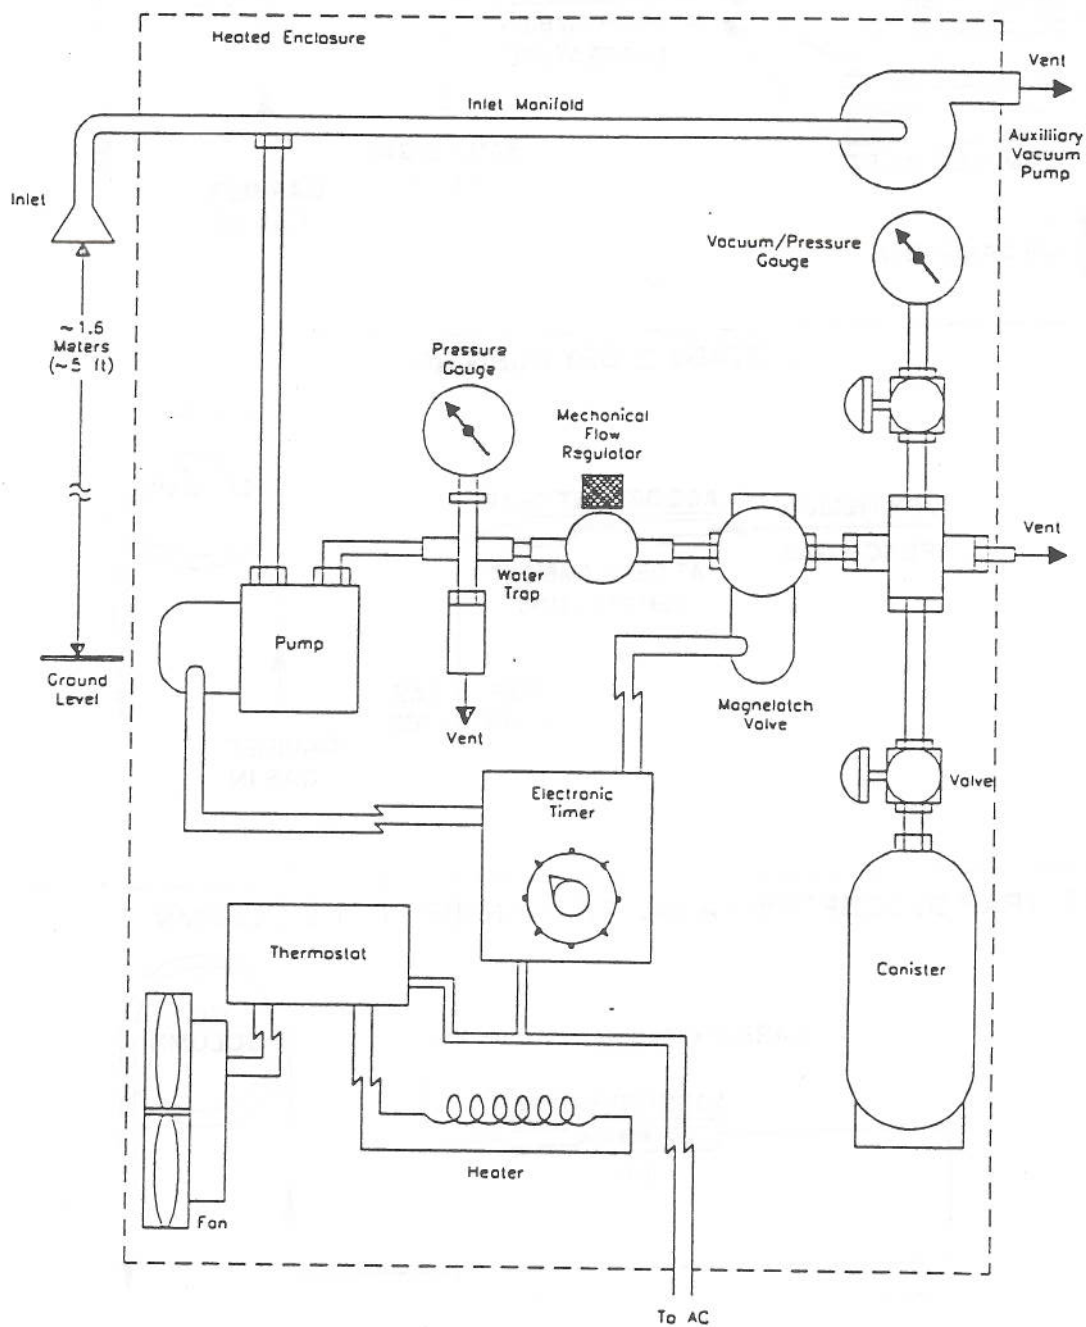 Heated Enclosure
Vent
Inlet Manifold
Auxilliary
Vacuum
Pump
Inlet
Vacuum/Pressure
Gauge
~1.6
Meters
(~5 ft)
Pressure
Gauge
Mechanical
Flow
Regulator
Vent
Water
Trap
Pump
Ground
Level
Magnelatch
Valve
Vent
Electronic
Timer
Valve
Thermostat
Canister
Heater
Fan
To AC